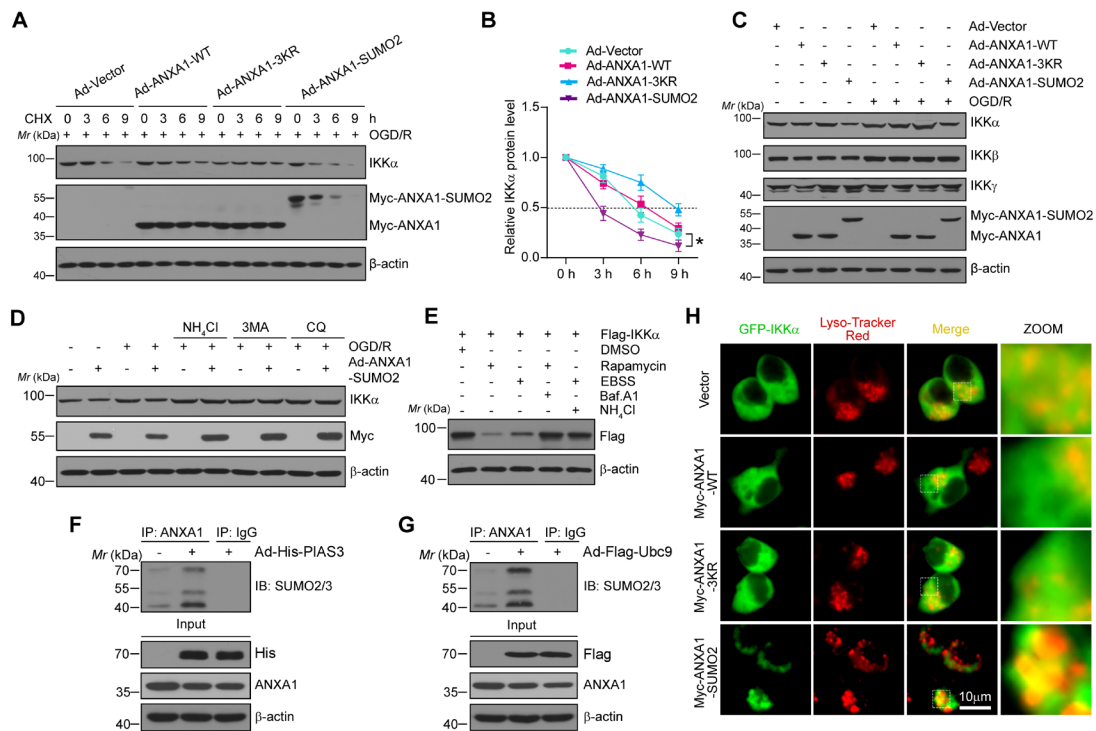 A
Ad-Vector
Ad-ANXA1-WT
Ad-ANXA1-3KR
Ad-ANXA1-SUMO2
CHX 0 3 6 9 0 3 6 9 0 3 6 9 0 3 6 9 h
Mr (kDa) + + + + + + + + + + + + + + + + OGD/R
100 IKKα
55 Myc-ANXA1-SUMO2
40
35 Myc-ANXA1
40 β-actin
B
Ad-Vector
Ad-ANXA1-WT
Ad-ANXA1-3KR
Ad-ANXA1-SUMO2
Relative IKKα protein level
1.5
1.0
0.5
0.0
*
0 h 3 h 6 h 9 h
C
+ + Ad-Vector
+ + Ad-ANXA1-WT
+ + Ad-ANXA1-3KR
+ + Ad-ANXA1-SUMO2
Mr (kDa) + + + + OGD/R
100 IKKα
100 IKKβ
40 IKKγ
55 Myc-ANXA1-SUMO2
40 Myc-ANXA1
35
40 β-actin
D
NH4Cl 3MA CQ
- - + + + + + + + + OGD/R
- + - + - + - + - + Ad-ANXA1
-SUMO2
Mr (kDa)
100 IKKα
55 Myc
40 β-actin
E
+ + + + + Flag-IKKα
+ DMSO
+ + Rapamycin
+ + EBSS
+ Baf.A1
Mr (kDa) + NH4Cl
100 Flag
40 β-actin
F
IP: ANXA1 IP: IgG
Mr (kDa) - + + Ad-His-PIAS3
70
55 IB: SUMO2/3
40
Input
70 His
35 ANXA1
40 β-actin
G
IP: ANXA1 IP: IgG
Mr (kDa) - + + Ad-Flag-Ubc9
70
55 IB: SUMO2/3
40
Input
70 Flag
35 ANXA1
40 β-actin
H
GFP-IKKα Lyso-Tracker Red Merge ZOOM
Vector
Myc-ANXA1
-WT
Myc-ANXA1
-3KR
Myc-ANXA1
-SUMO2
10μm